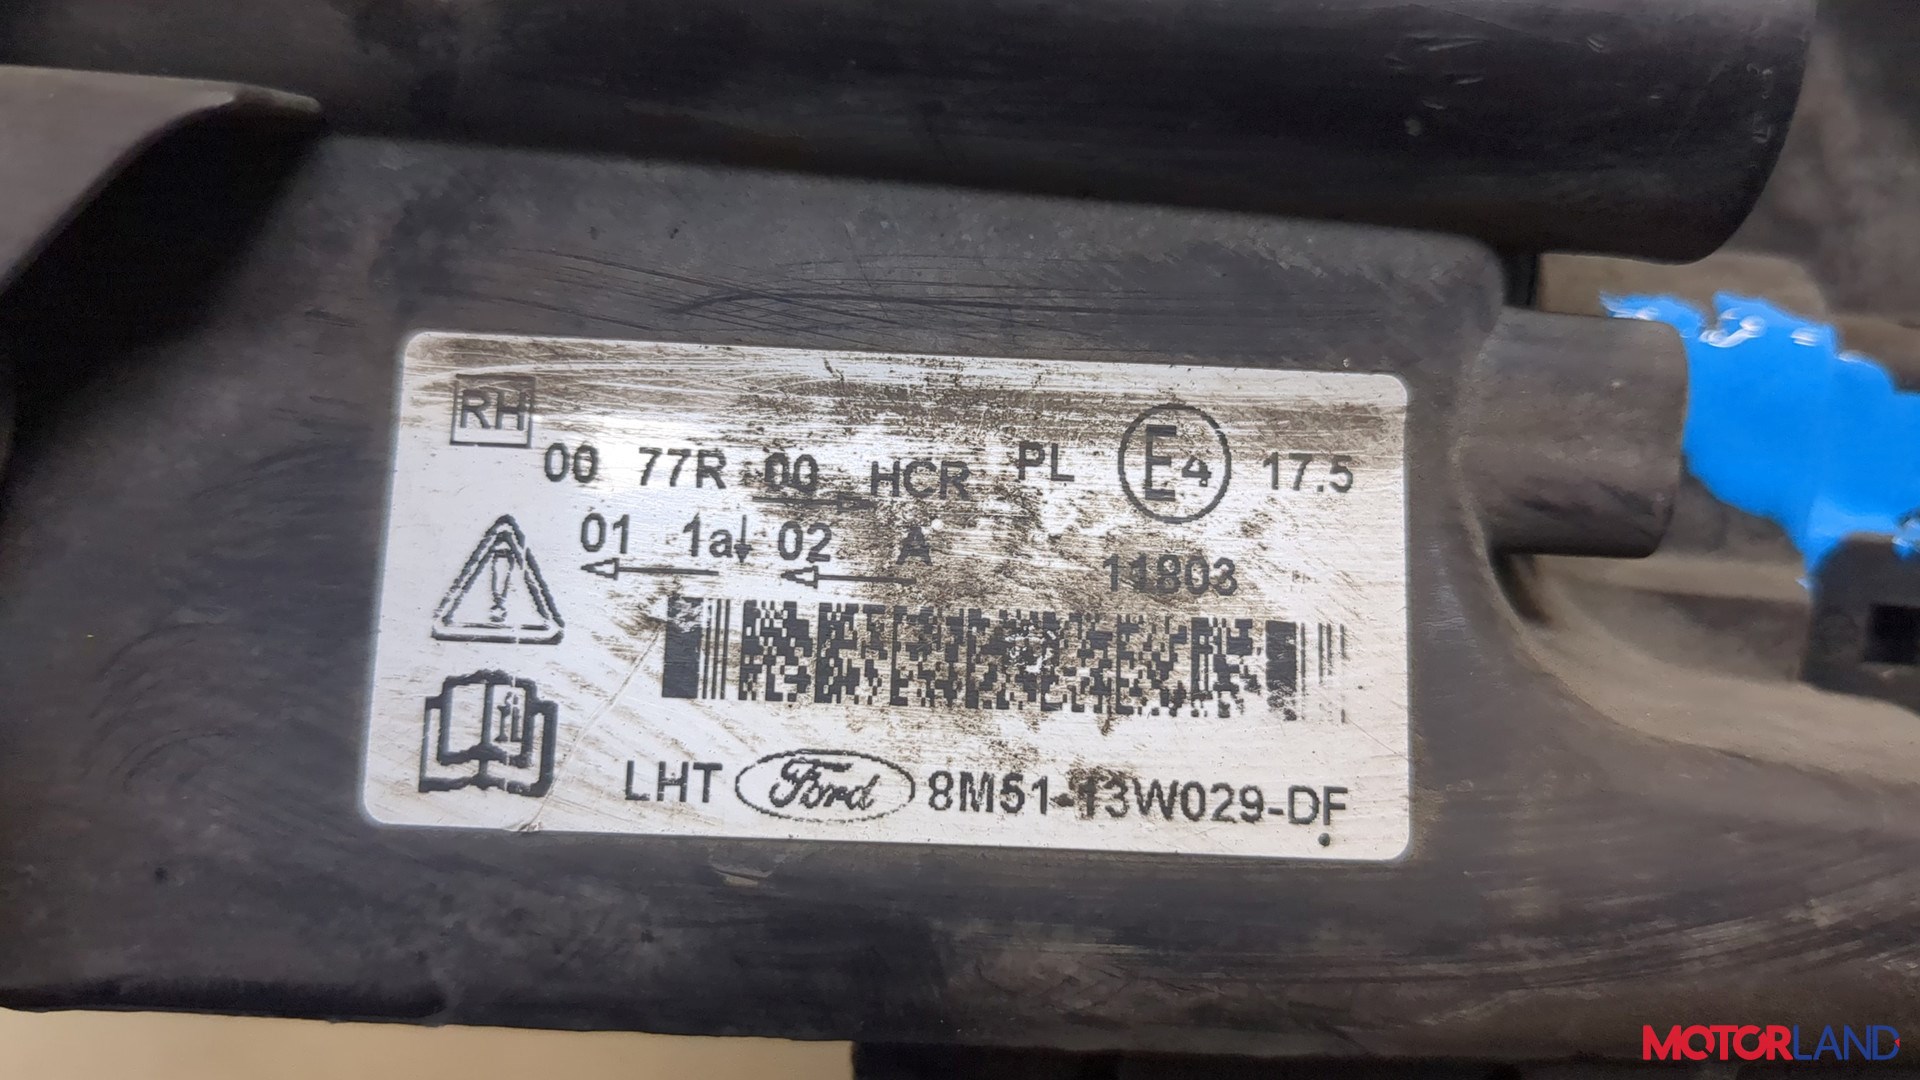 RH
00 77R 00 HCR PL E4 17.5
01 1a 02 A 11803
LHT Ford 8M51-13W029-DF
MOTORLAND